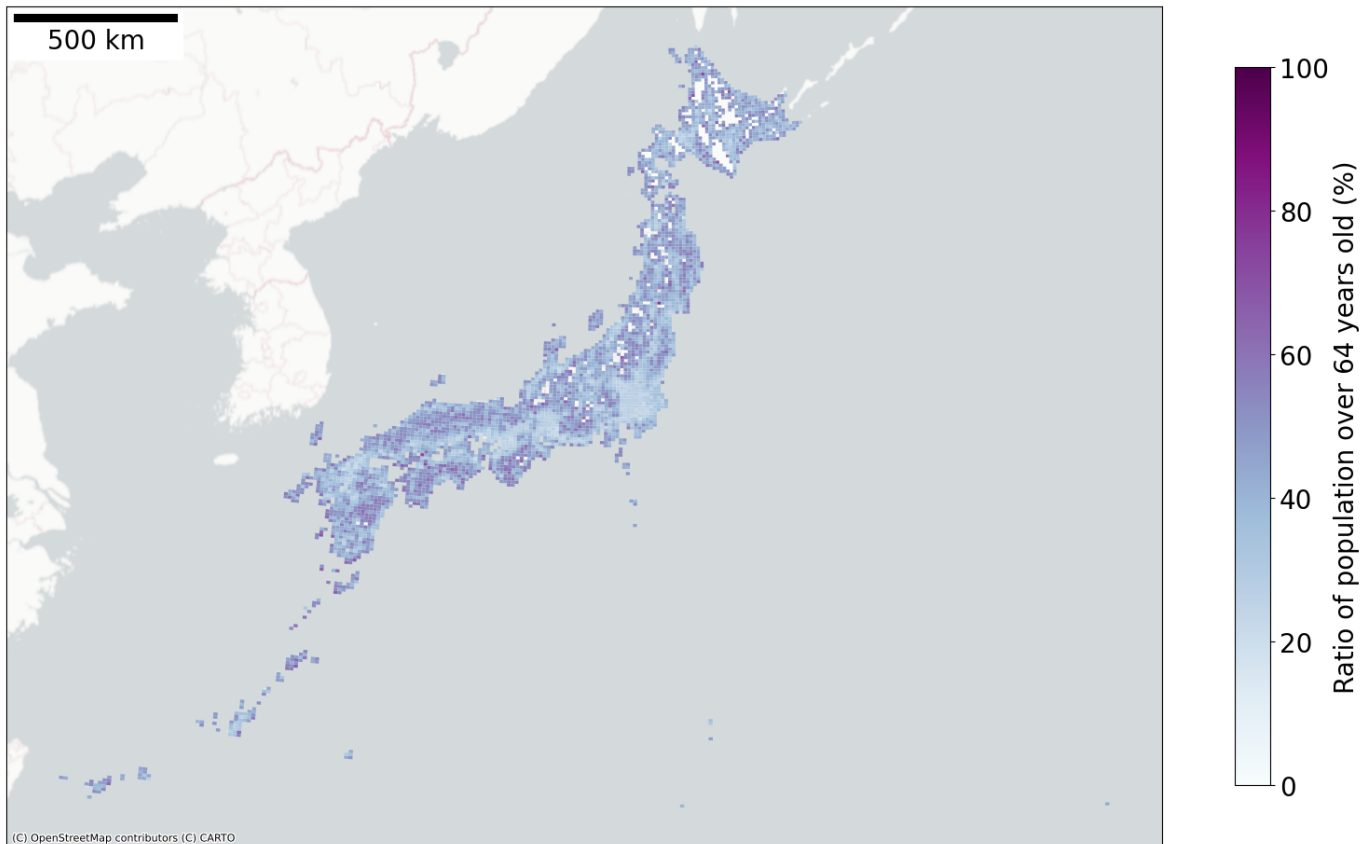 500 km
100
80
60
40
20
0
Ratio of population over 64 years old (%)
(C) OpenStreetMap contributors (C) CARTO